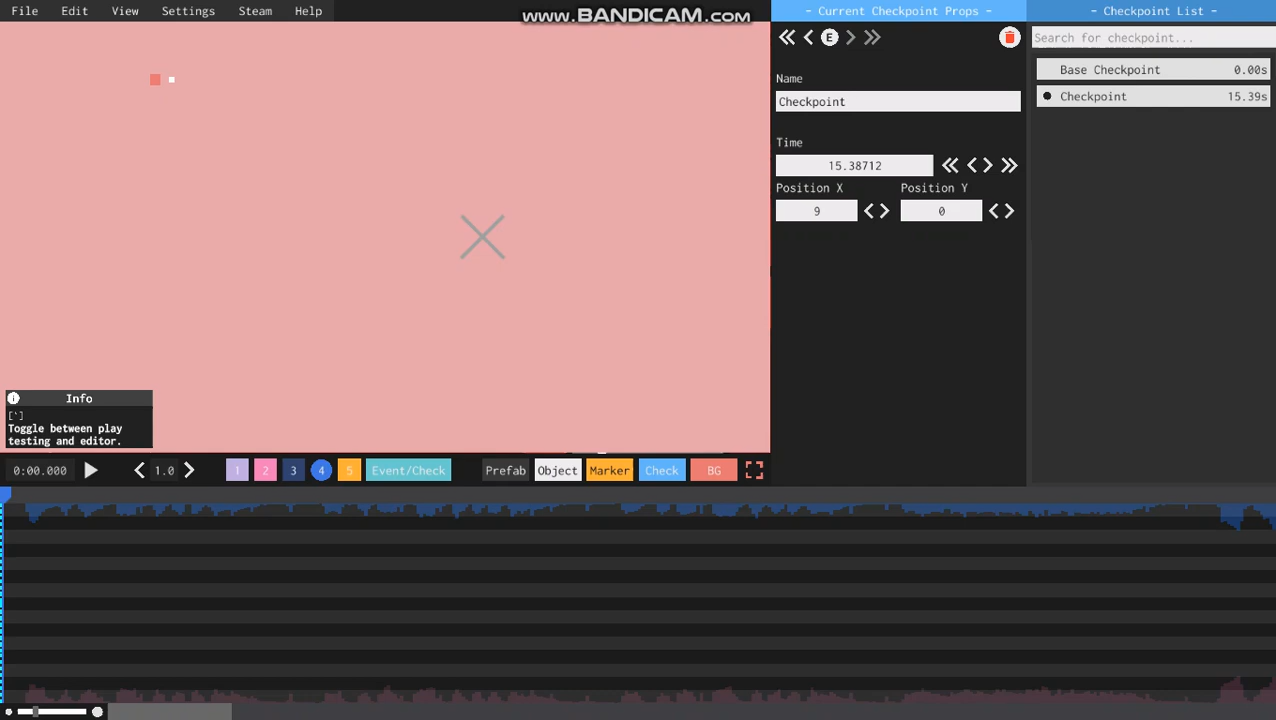 File Edit View Settings Steam Help
www.BANDICAM.com
- Current Checkpoint Props -
- Checkpoint List -
E
Search for checkpoint...
Name
Checkpoint
Base Checkpoint 0.00s
Checkpoint 15.39s
Time
15.38712
Position X Position Y
9 0
Info
[`]
Toggle between play
testing and editor.
0:00.000 1.0 1 2 3 4 5 Event/Check Prefab Object Marker Check BG